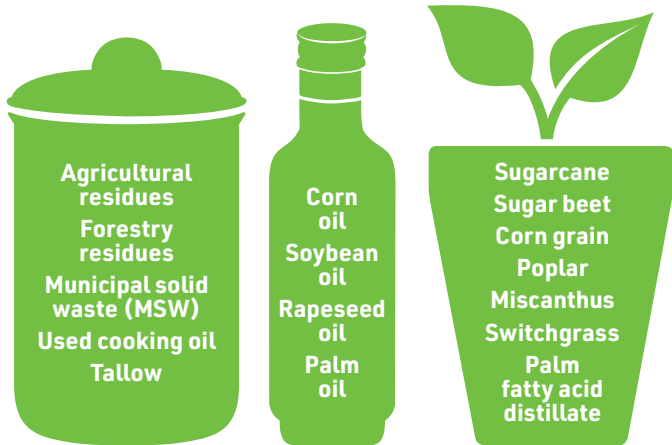 Agricultural
residues
Forestry
residues
Municipal solid
waste (MSW)
Used cooking oil
Tallow
Corn
oil
Soybean
oil
Rapeseed
oil
Palm
oil
Sugarcane
Sugar beet
Corn grain
Poplar
Miscanthus
Switchgrass
Palm
fatty acid
distillate